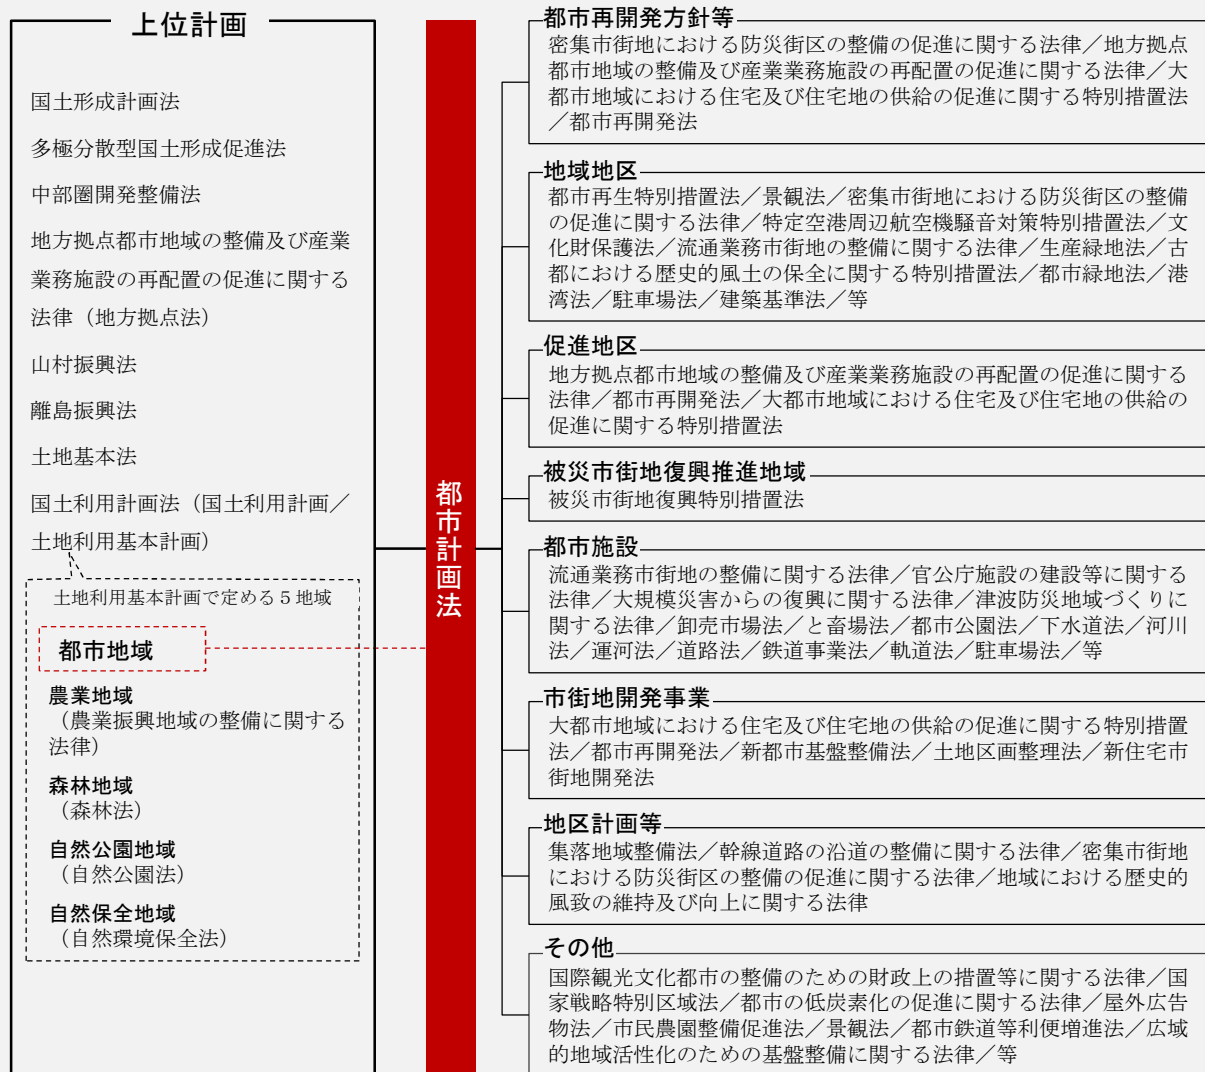 上位計画
国土形成計画法
多極分散型国土形成促進法
中部圏開発整備法
地方拠点都市地域の整備及び産業
業務施設の再配置の促進に関する
法律（地方拠点法）
山村振興法
離島振興法
土地基本法
国土利用計画法（国土利用計画／
土地利用基本計画）
土地利用基本計画で定める５地域
都市地域
農業地域
（農業振興地域の整備に関する
法律）
森林地域
（森林法）
自然公園地域
（自然公園法）
自然保全地域
（自然環境保全法）
都市計画法
都市再開発方針等
密集市街地における防災街区の整備の促進に関する法律／地方拠点
都市地域の整備及び産業業務施設の再配置の促進に関する法律／大
都市地域における住宅及び住宅地の供給の促進に関する特別措置法
／都市再開発法
地域地区
都市再生特別措置法／景観法／密集市街地における防災街区の整備
の促進に関する法律／特定空港周辺航空機騒音対策特別措置法／文
化財保護法／流通業務市街地の整備に関する法律／生産緑地法／古
都における歴史的風土の保全に関する特別措置法／都市緑地法／港
湾法／駐車場法／建築基準法／等
促進地区
地方拠点都市地域の整備及び産業業務施設の再配置の促進に関する
法律／都市再開発法／大都市地域における住宅及び住宅地の供給の
促進に関する特別措置法
被災市街地復興推進地域
被災市街地復興特別措置法
都市施設
流通業務市街地の整備に関する法律／官公庁施設の建設等に関する
法律／大規模災害からの復興に関する法律／津波防災地域づくりに
関する法律／卸売市場法／と畜場法／都市公園法／下水道法／河川
法／運河法／道路法／鉄道事業法／軌道法／駐車場法／等
市街地開発事業
大都市地域における住宅及び住宅地の供給の促進に関する特別措置
法／都市再開発法／新都市基盤整備法／土地区画整理法／新住宅市
街地開発法
地区計画等
集落地域整備法／幹線道路の沿道の整備に関する法律／密集市街地
における防災街区の整備の促進に関する法律／地域における歴史的
風致の維持及び向上に関する法律
その他
国際観光文化都市の整備のための財政上の措置等に関する法律／国
家戦略特別区域法／都市の低炭素化の促進に関する法律／屋外広告
物法／市民農園整備促進法／景観法／都市鉄道等利便増進法／広域
的地域活性化のための基盤整備に関する法律／等